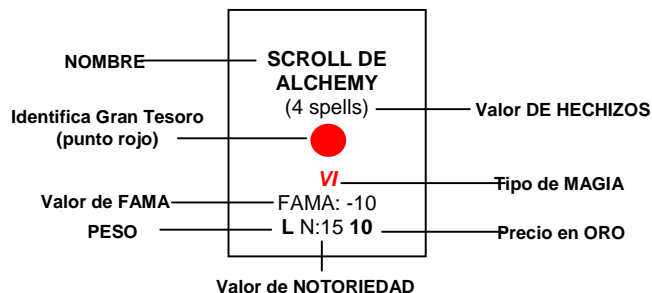 NOMBRE
SCROLL DE
ALCHEMY
(4 spells)
Valor DE HECHIZOS
Identifica Gran Tesoro
(punto rojo)
VI
Tipo de MAGIA
Valor de FAMA
FAMA: -10
PESO
L N:15 10
Precio en ORO
Valor de NOTORIEDAD